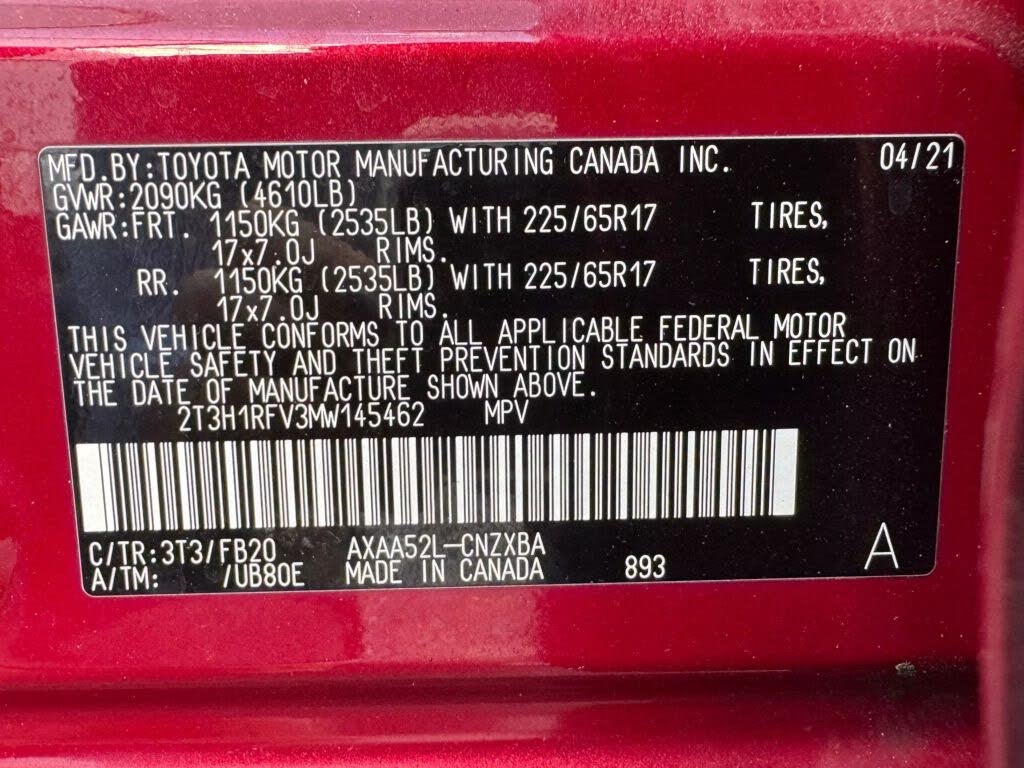 MFD.BY:TOYOTA MOTOR MANUFACTURING CANADA INC. 04/21
GVWR:2090KG (4610LB)
GAWR:FRT. 1150KG (2535LB) WITH 225/65R17 TIRES,
17x7.0J RIMS.
RR. 1150KG (2535LB) WITH 225/65R17 TIRES,
17x7.0J RIMS.
THIS VEHICLE CONFORMS TO ALL APPLICABLE FEDERAL MOTOR
VEHICLE SAFETY AND THEFT PREVENTION STANDARDS IN EFFECT ON
THE DATE OF MANUFACTURE SHOWN ABOVE.
2T3H1RFV3MW145462 MPV
C/TR:3T3/FB20 AXAA52L-CNZXBA A
A/TM: /UB80E MADE IN CANADA 893